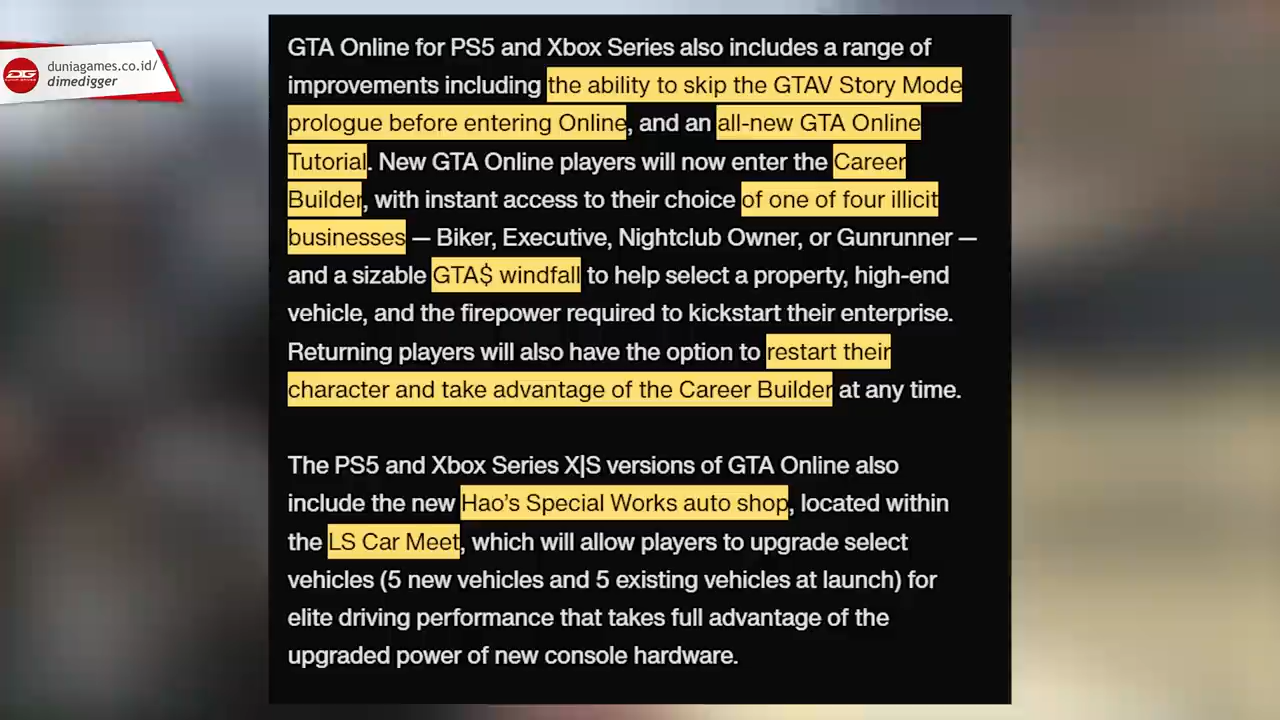 duniagames.co.id/
dimedigger
DG
GTA Online for PS5 and Xbox Series also includes a range of
improvements including the ability to skip the GTAV Story Mode
prologue before entering Online, and an all-new GTA Online
Tutorial. New GTA Online players will now enter the Career
Builder, with instant access to their choice of one of four illicit
businesses — Biker, Executive, Nightclub Owner, or Gunrunner —
and a sizable GTA$ windfall to help select a property, high-end
vehicle, and the firepower required to kickstart their enterprise.
Returning players will also have the option to restart their
character and take advantage of the Career Builder at any time.
The PS5 and Xbox Series X|S versions of GTA Online also
include the new Hao’s Special Works auto shop, located within
the LS Car Meet, which will allow players to upgrade select
vehicles (5 new vehicles and 5 existing vehicles at launch) for
elite driving performance that takes full advantage of the
upgraded power of new console hardware.